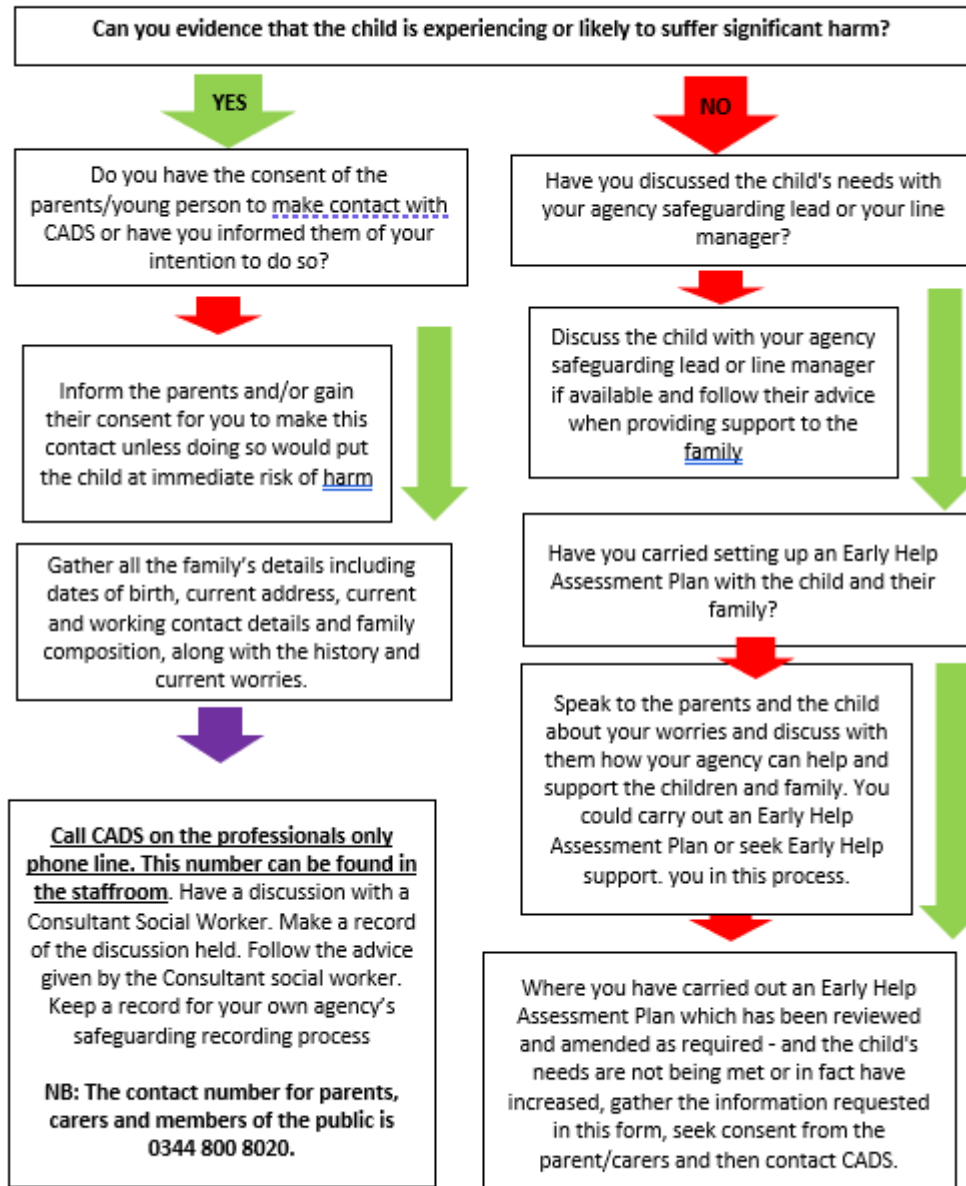 Can you evidence that the child is experiencing or likely to suffer significant harm?
YES
Do you have the consent of the
parents/young person to make contact with
CADS or have you informed them of your
intention to do so?
Inform the parents and/or gain
their consent for you to make this
contact unless doing so would put
the child at immediate risk of harm
Gather all the family’s details including
dates of birth, current address, current
and working contact details and family
composition, along with the history and
current worries.
Call CADS on the professionals only
phone line. This number can be found in
the staffroom. Have a discussion with a
Consultant Social Worker. Make a record
of the discussion held. Follow the advice
given by the Consultant social worker.
Keep a record for your own agency’s
safeguarding recording process
NB: The contact number for parents,
carers and members of the public is
0344 800 8020.
NO
Have you discussed the child's needs with
your agency safeguarding lead or your line
manager?
Discuss the child with your agency
safeguarding lead or line manager
if available and follow their advice
when providing support to the
family
Have you carried setting up an Early Help
Assessment Plan with the child and their
family?
Speak to the parents and the child
about your worries and discuss with
them how your agency can help and
support the children and family. You
could carry out an Early Help
Assessment Plan or seek Early Help
support. you in this process.
Where you have carried out an Early Help
Assessment Plan which has been reviewed
and amended as required - and the child's
needs are not being met or in fact have
increased, gather the information requested
in this form, seek consent from the
parent/carers and then contact CADS.